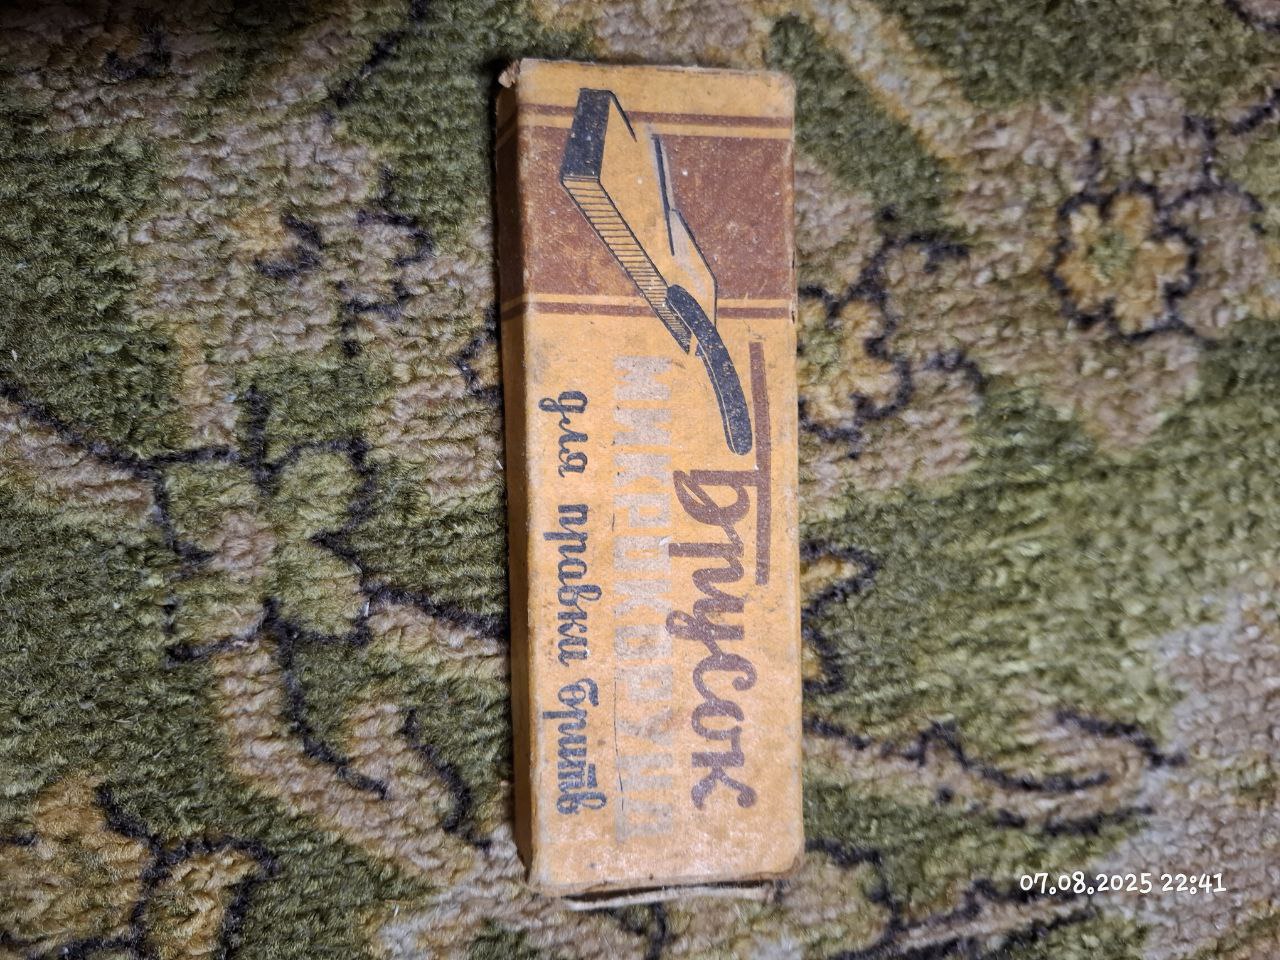 Брусок
МИКРОКОРУНД
для правки бритв
07.08.2025 22:41